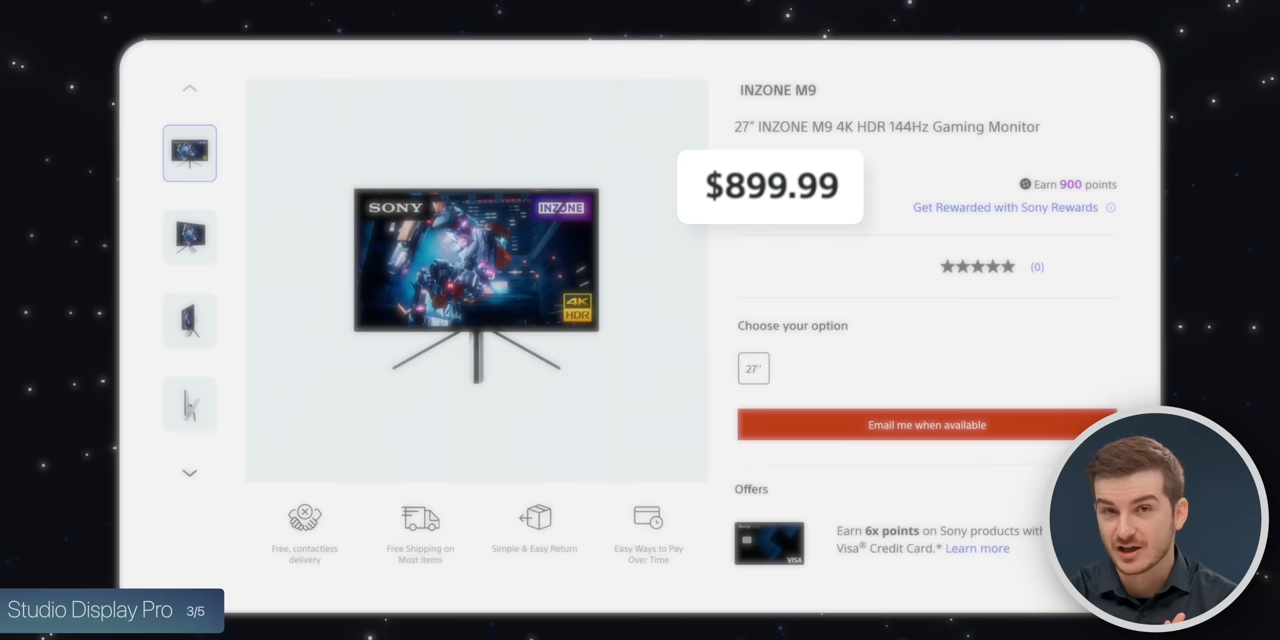 INZONE M9
27" INZONE M9 4K HDR 144Hz Gaming Monitor
$899.99
Earn 900 points
Get Rewarded with Sony Rewards
(0)
SONY
INZONE
4K
HDR
Choose your option
27''
Email me when available
Offers
Earn 6x points on Sony products with
Visa® Credit Card.* Learn more
VISA
Free, contactless
delivery
Free Shipping on
Most items
Simple & Easy Return
Easy Ways to Pay
Over Time
Studio Display Pro 3/5